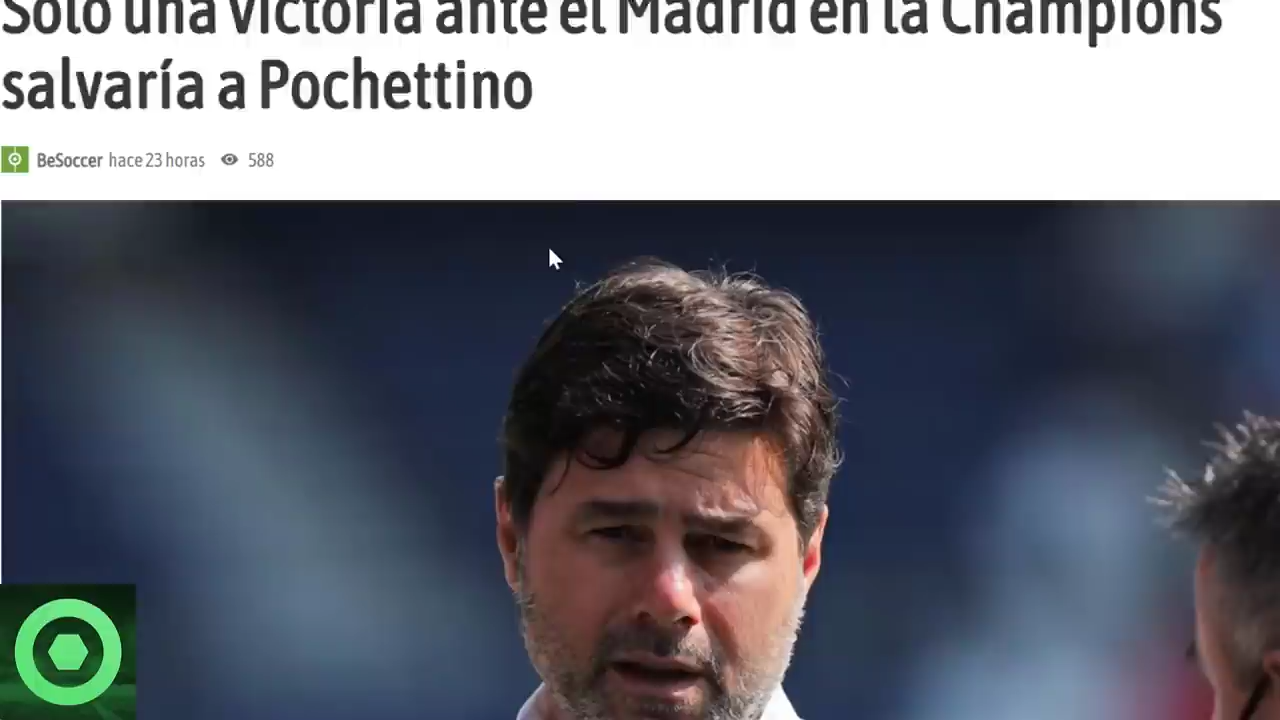 Solo una victoria ante el Madrid en la Champions
salvaría a Pochettino
BeSoccer hace 23 horas 588